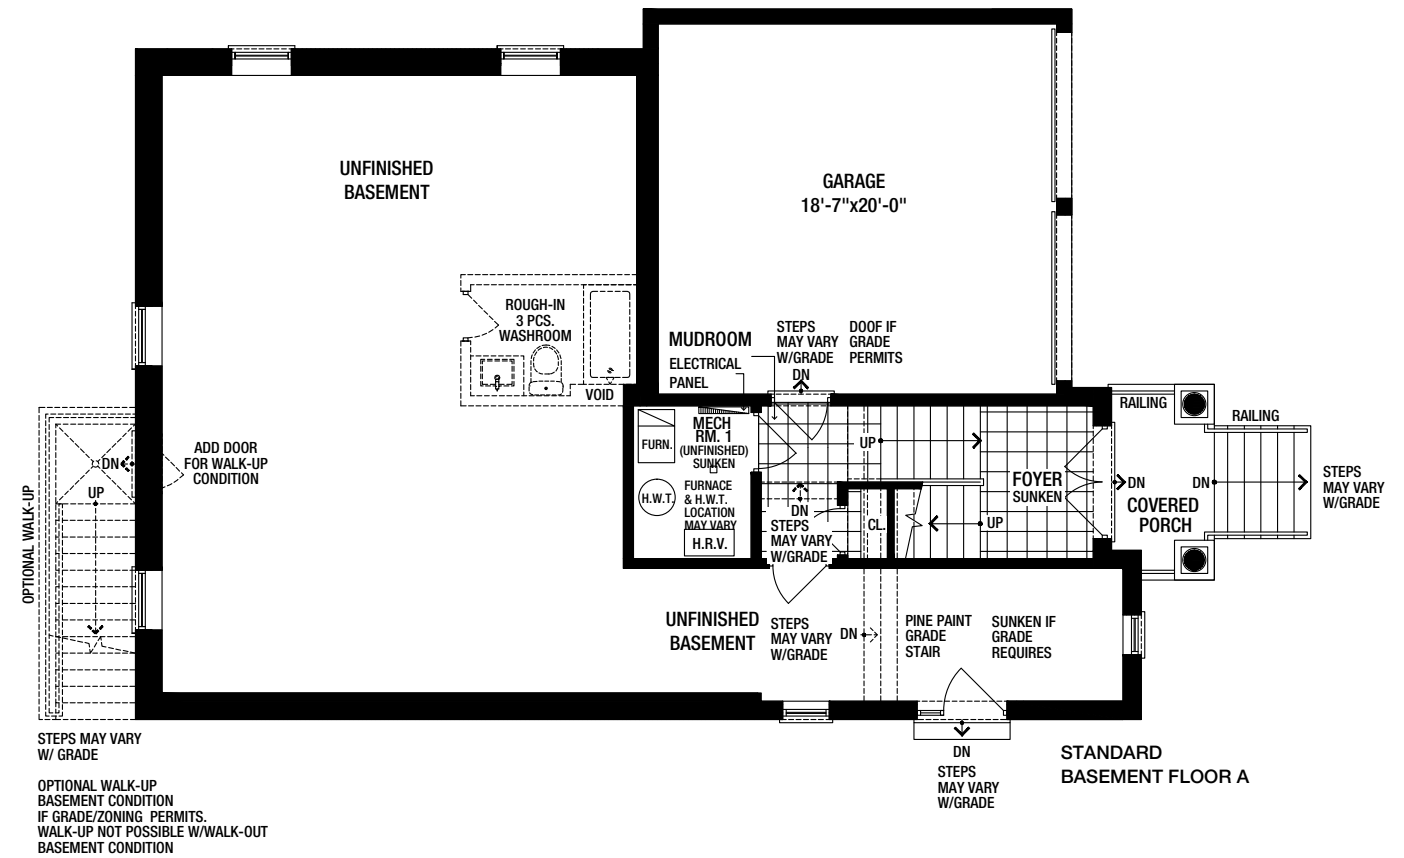 UNFINISHED
BASEMENT
GARAGE
18'-7"x20'-0"
ROUGH-IN
3 PCS.
WASHROOM
VOID
MUDROOM
ELECTRICAL
PANEL
STEPS
MAY VARY
W/GRADE
DN
DOOF IF
GRADE
PERMITS
RAILING
RAILING
FURN.
MECH
RM. 1
(UNFINISHED)
SUNKEN
H.W.T.
FURNACE
& H.W.T.
LOCATION
MAY VARY
H.R.V.
UP
DN
STEPS
MAY VARY
W/GRADE
CL.
UP
FOYER
SUNKEN
DN
COVERED
PORCH
DN
STEPS
MAY VARY
W/GRADE
ADD DOOR
FOR WALK-UP
CONDITION
DN
UP
OPTIONAL WALK-UP
UNFINISHED
BASEMENT
STEPS
MAY VARY
W/GRADE
DN
PINE PAINT
GRADE
STAIR
SUNKEN IF
GRADE
REQUIRES
DN
STEPS
MAY VARY
W/GRADE
STANDARD
BASEMENT FLOOR A
STEPS MAY VARY
W/ GRADE
OPTIONAL WALK-UP
BASEMENT CONDITION
IF GRADE/ZONING PERMITS.
WALK-UP NOT POSSIBLE W/WALK-OUT
BASEMENT CONDITION